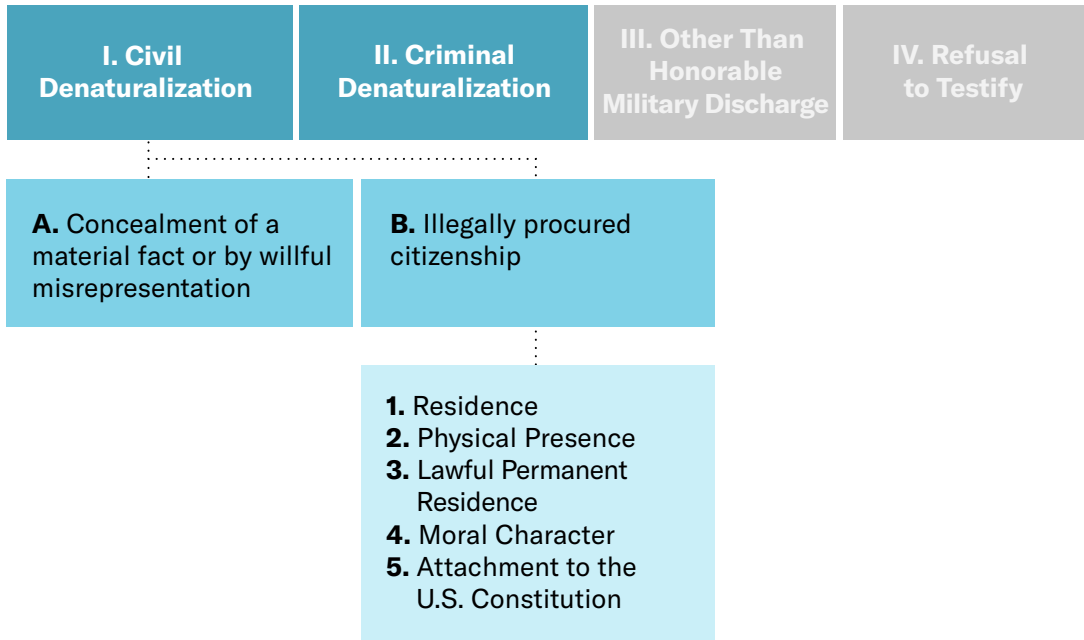 I. Civil
Denaturalization
II. Criminal
Denaturalization
III. Other Than
Honorable
Military Discharge
IV. Refusal
to Testify
A. Concealment of a
material fact or by willful
misrepresentation
B. Illegally procured
citizenship
1. Residence
2. Physical Presence
3. Lawful Permanent
Residence
4. Moral Character
5. Attachment to the
U.S. Constitution